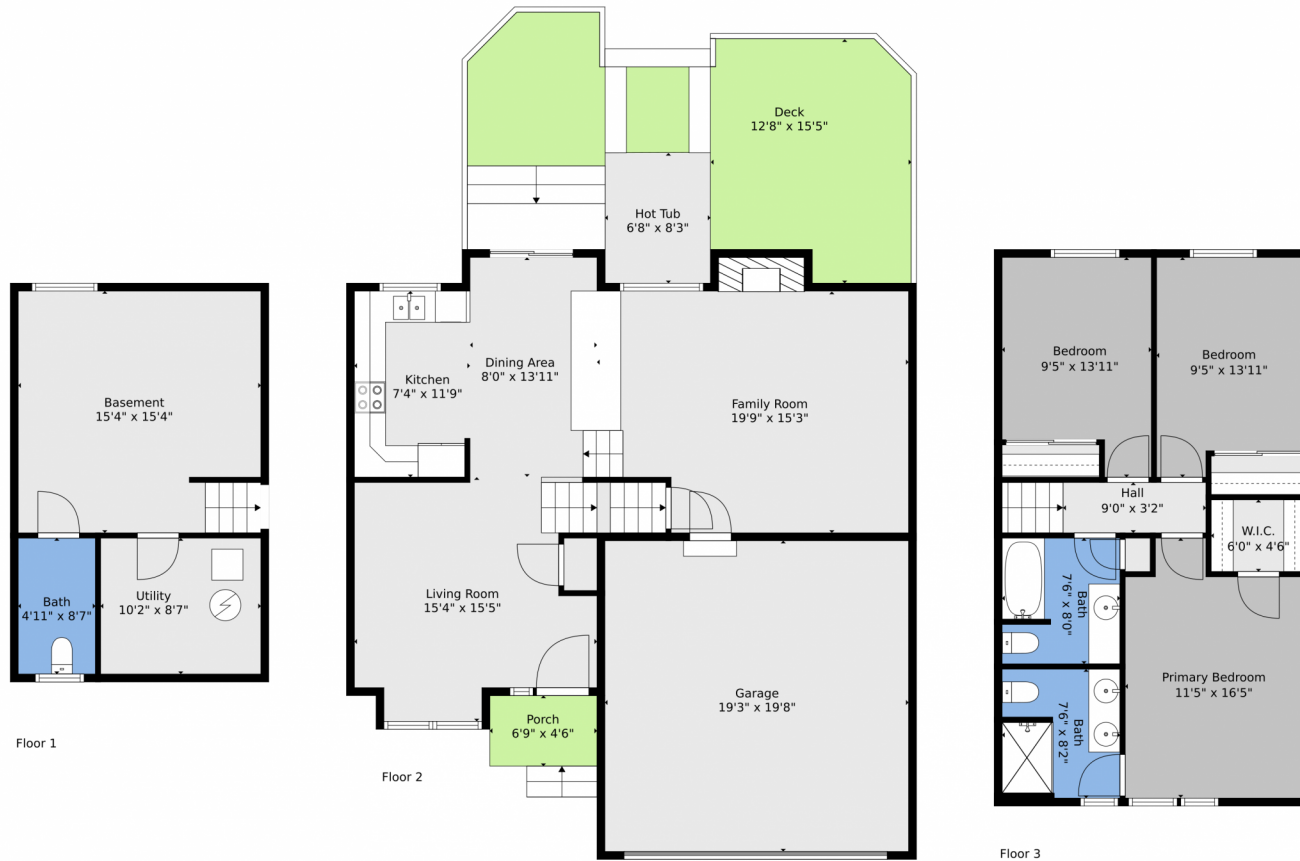 Basement
15'4" x 15'4"
Bath
4'11" x 8'7"
Utility
10'2" x 8'7"
Floor 1
Deck
12'8" x 15'5"
Hot Tub
6'8" x 8'3"
Dining Area
8'0" x 13'11"
Kitchen
7'4" x 11'9"
Family Room
19'9" x 15'3"
Living Room
15'4" x 15'5"
Garage
19'3" x 19'8"
Porch
6'9" x 4'6"
Floor 2
Bedroom
9'5" x 13'11"
Bedroom
9'5" x 13'11"
Hall
9'0" x 3'2"
W.I.C.
6'0" x 4'6"
Bath
7'6" x 8'0"
Primary Bedroom
11'5" x 16'5"
Bath
7'6" x 8'2"
Floor 3